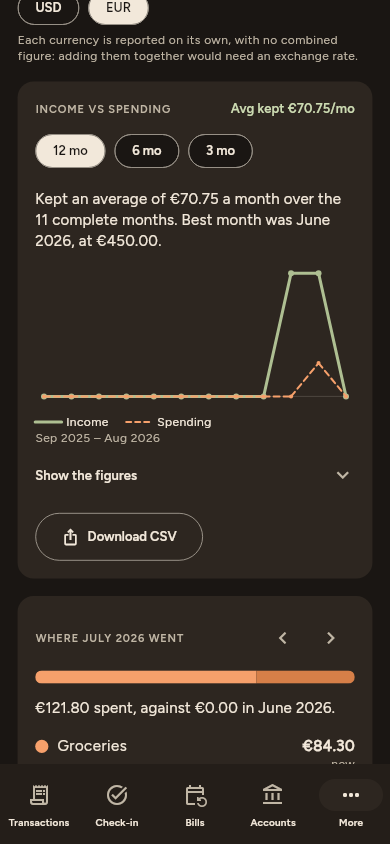 USD EUR
Each currency is reported on its own, with no combined
figure: adding them together would need an exchange rate.
INCOME VS SPENDING Avg kept €70.75/mo
12 mo 6 mo 3 mo
Kept an average of €70.75 a month over the
11 complete months. Best month was June
2026, at €450.00.
Income Spending
Sep 2025 – Aug 2026
Show the figures
Download CSV
WHERE JULY 2026 WENT
€121.80 spent, against €0.00 in June 2026.
Groceries €84.30
Transactions Check-in Bills Accounts More